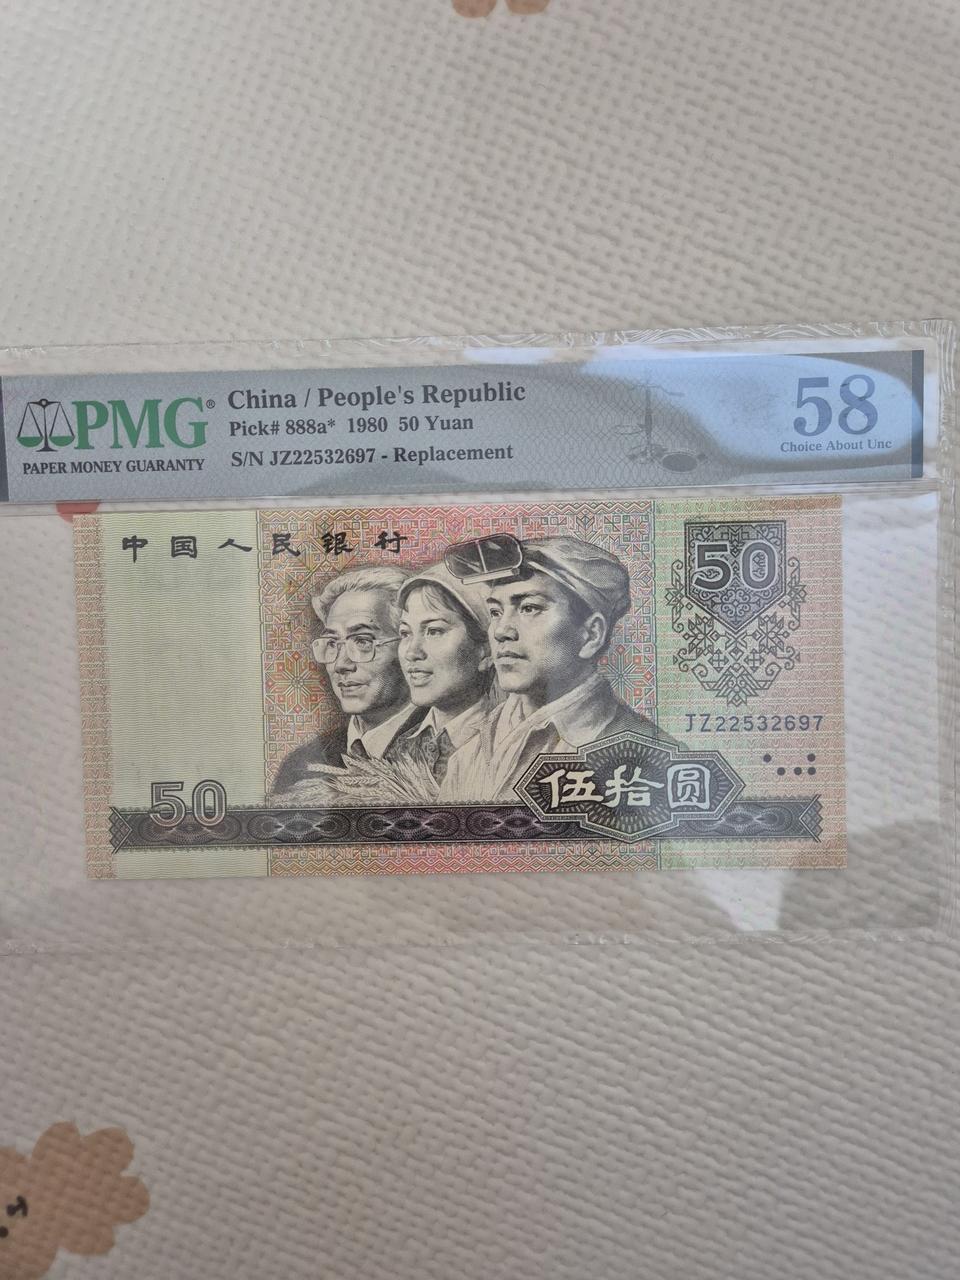 PMG®
PAPER MONEY GUARANTY
China / People's Republic
Pick# 888a* 1980 50 Yuan
S/N JZ22532697 - Replacement
58
Choice About Unc
中国人民银行
50
JZ22532697
50
伍拾圆